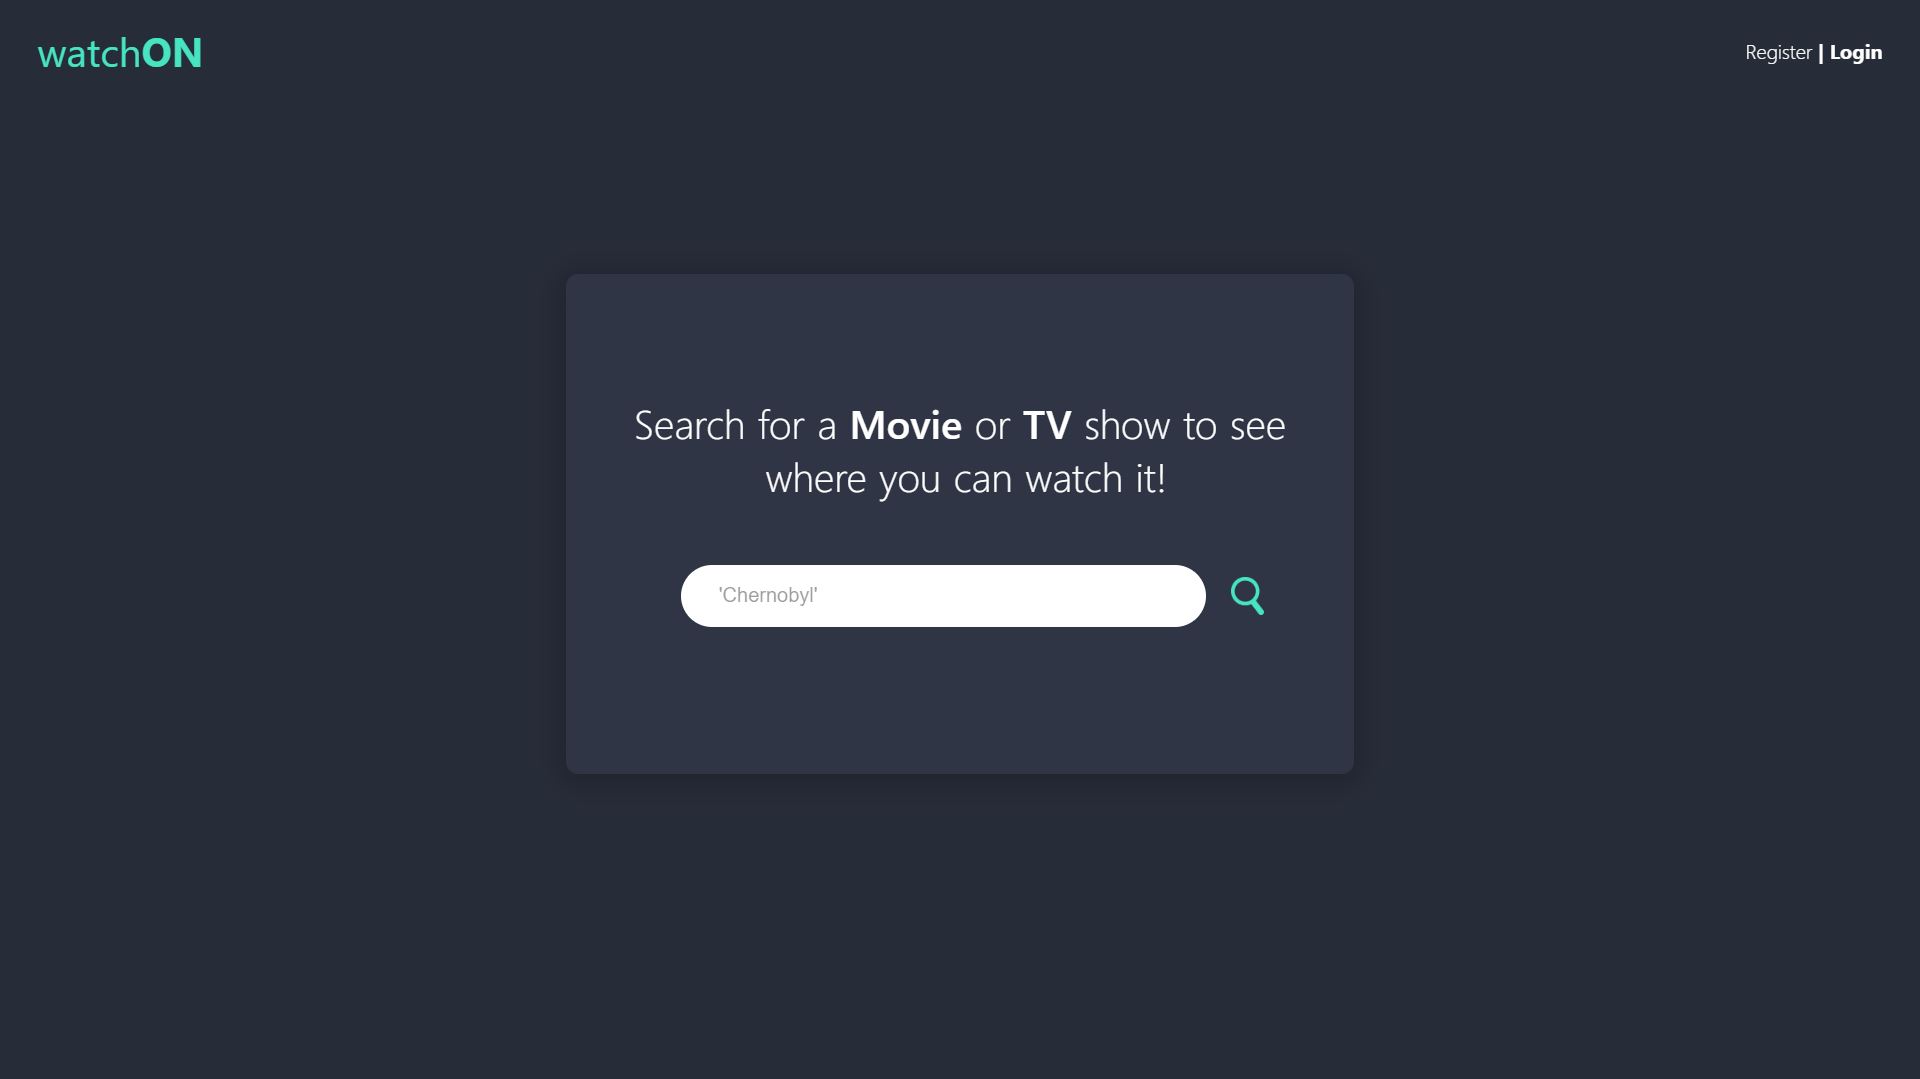 watchON
Register | Login
Search for a Movie or TV show to see
where you can watch it!
'Chernobyl'